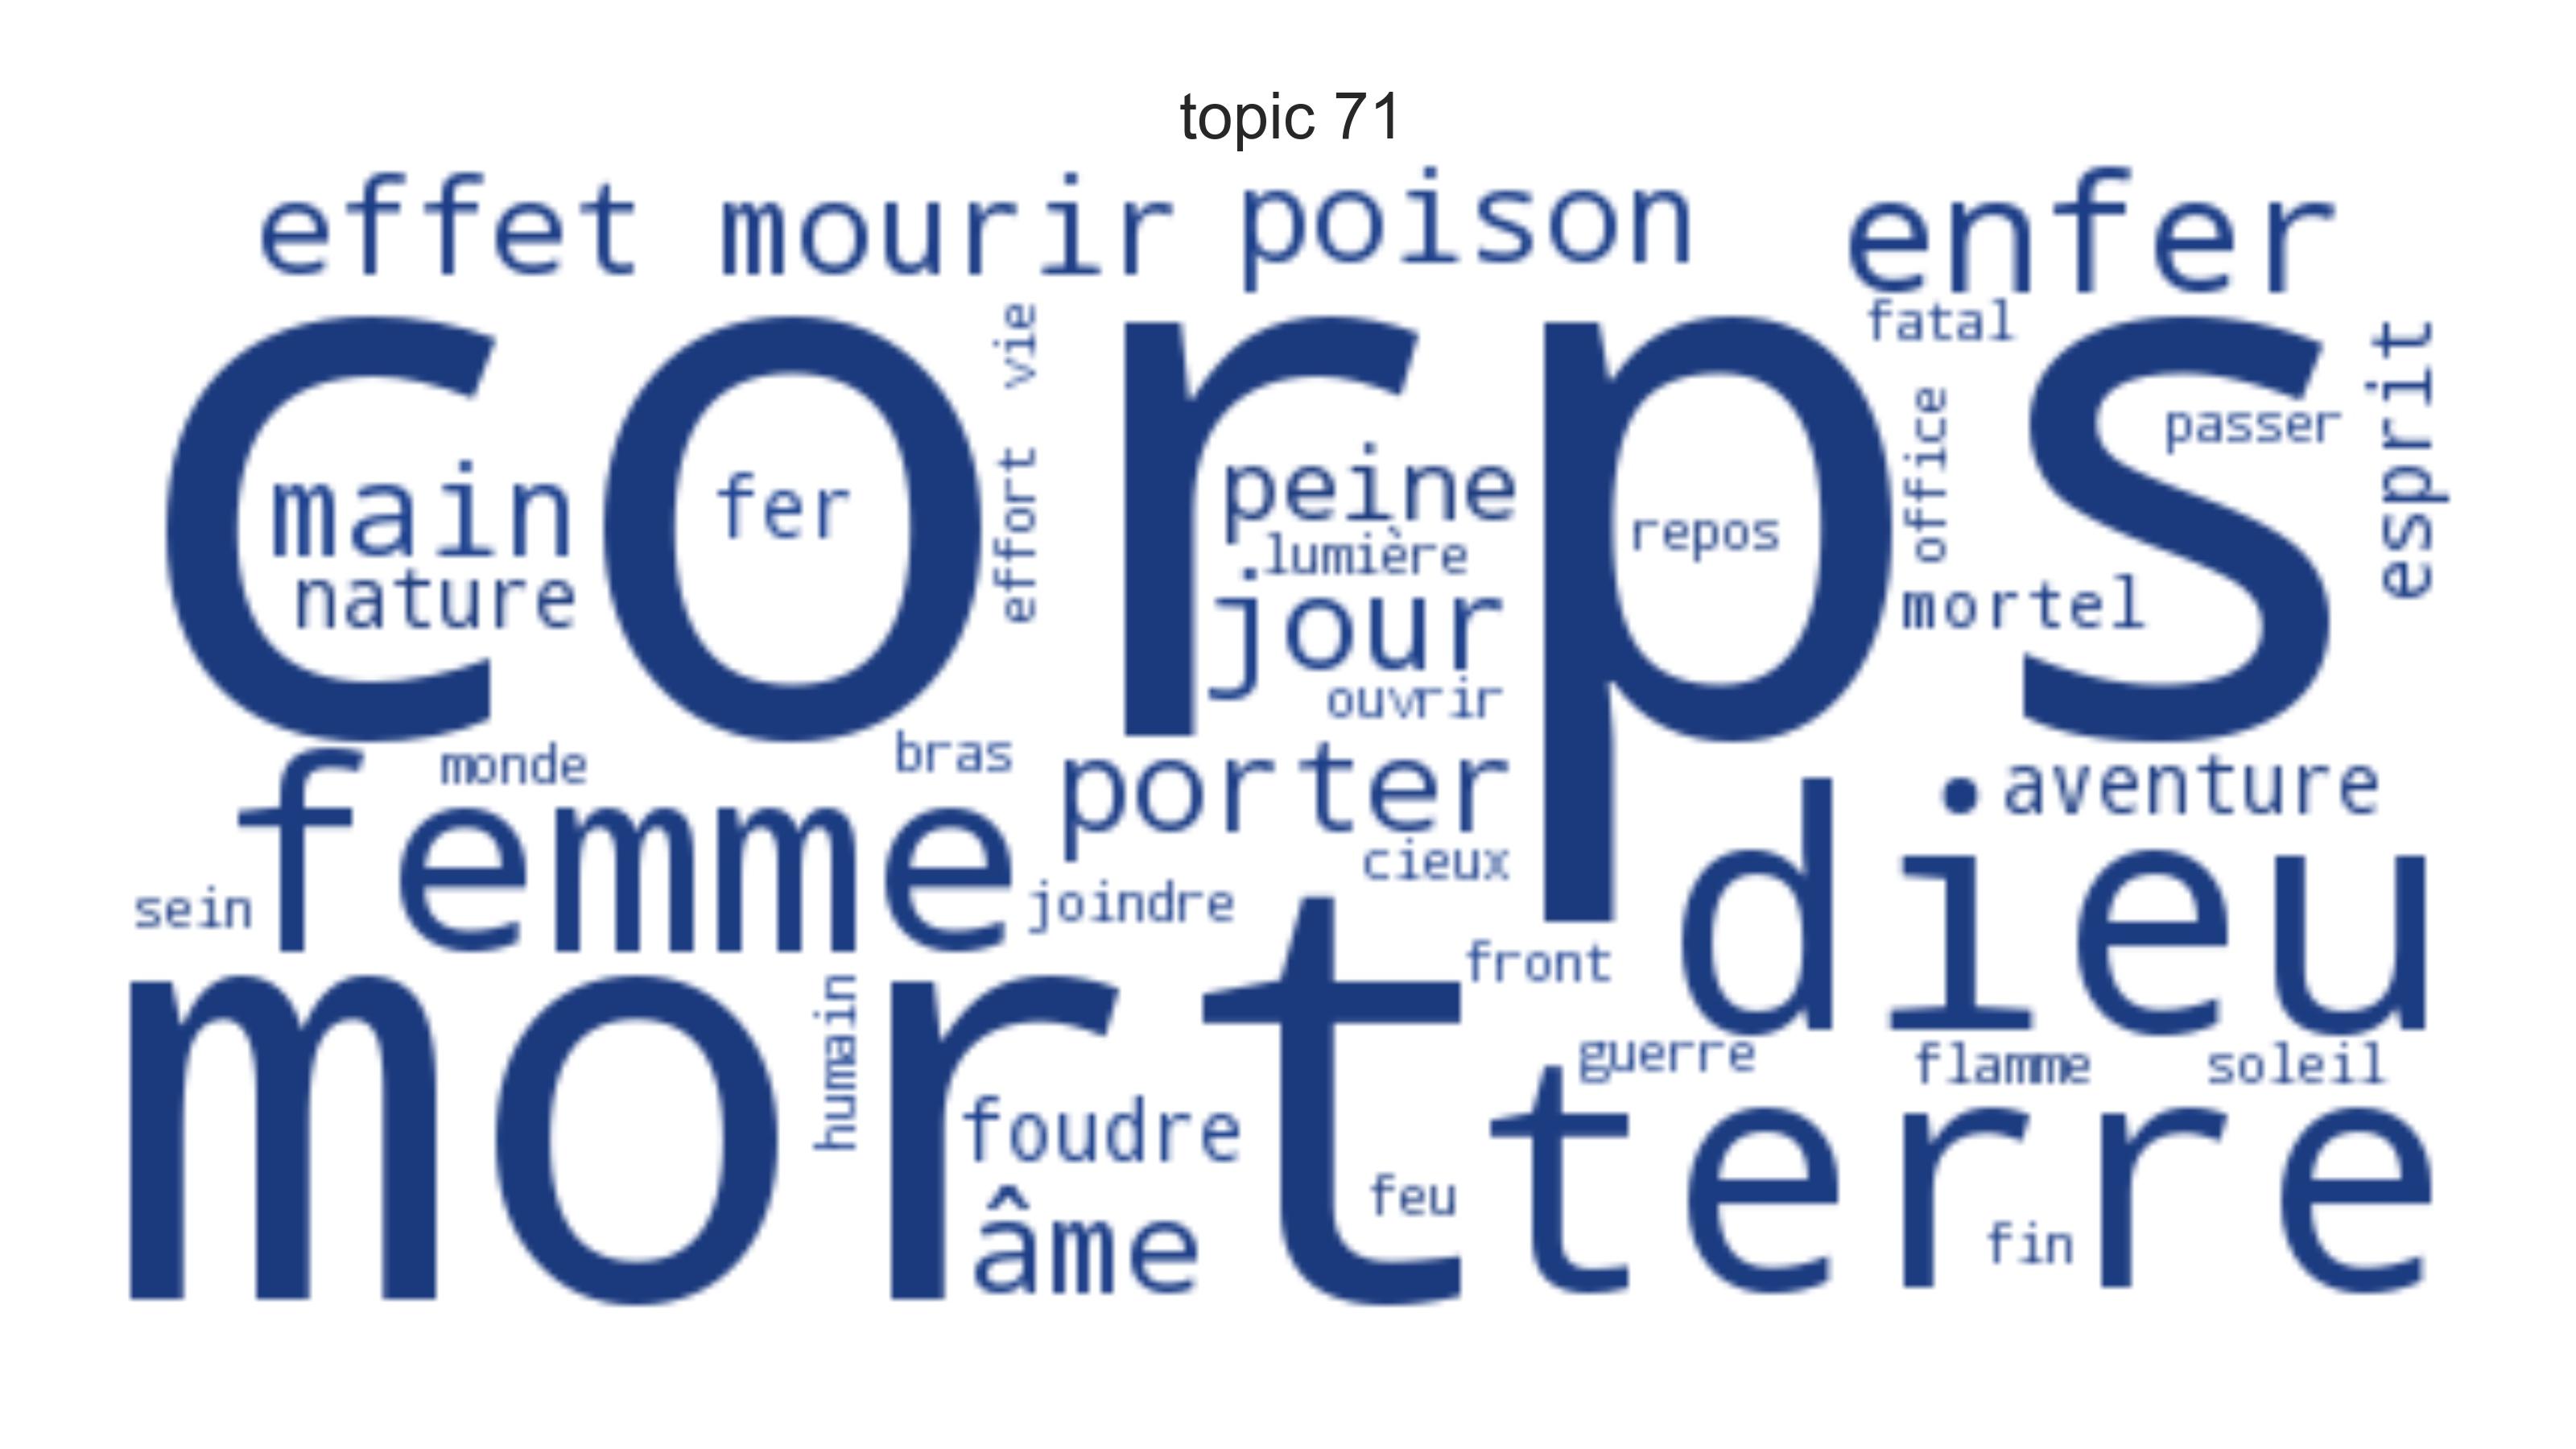 topic 71
effet mourir poison enfer
corps
vie
fatal
esprit
passer
office
effort
main
fer
peine
repos
lumière
nature
jour
mortel
ouvrir
monde
bras
porter
aventure
femme
dieu
cieux
sein
joindre
front
mort
humain
guerre
flamme
soleil
foudre
terre
feu
âme
fin